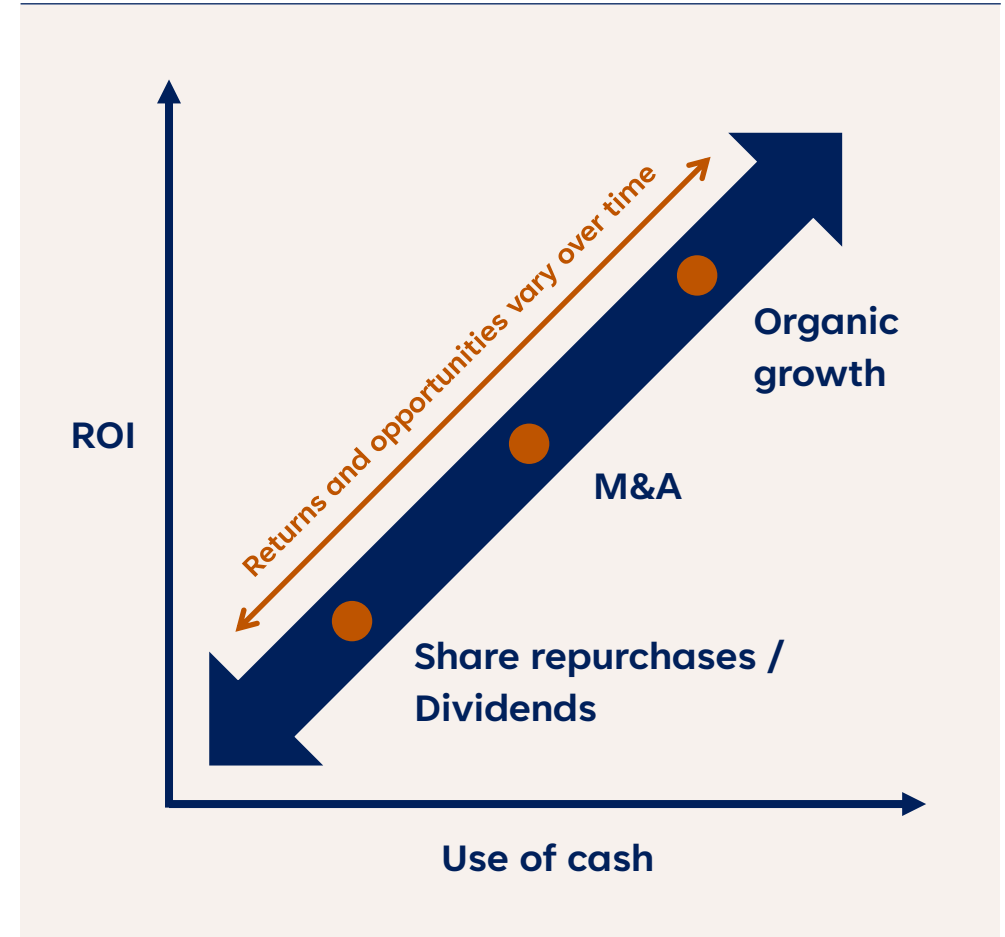 Returns and opportunities vary over time
Organic
growth
ROI
M&A
Share repurchases /
Dividends
Use of cash